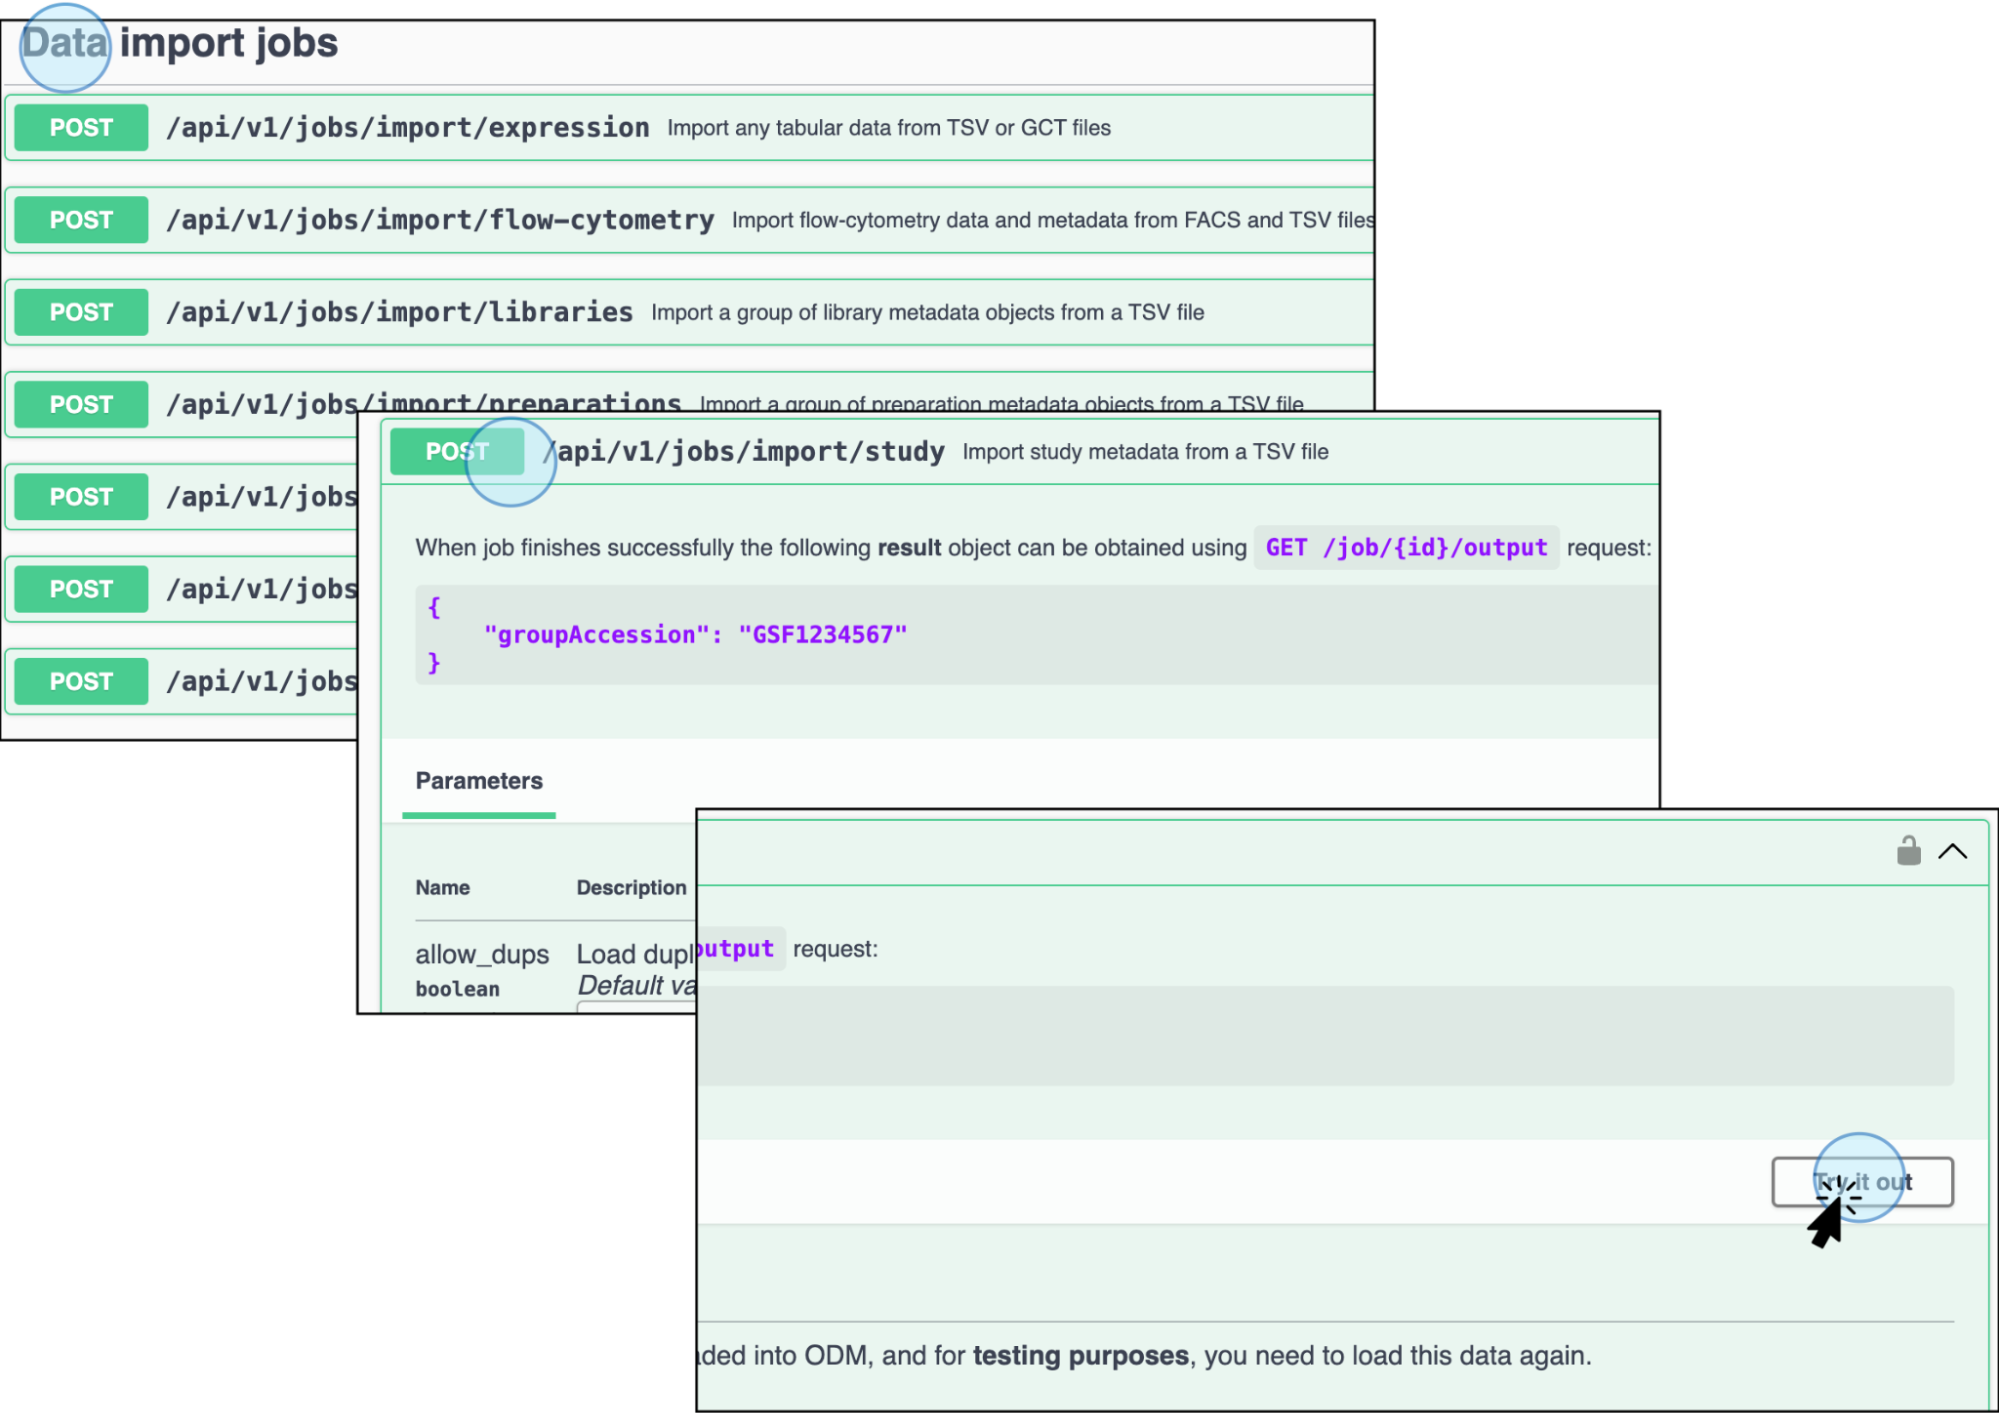 Data import jobs
POST /api/v1/jobs/import/expression Import any tabular data from TSV or GCT files
POST /api/v1/jobs/import/flow-cytometry Import flow-cytometry data and metadata from FACS and TSV files
POST /api/v1/jobs/import/libraries Import a group of library metadata objects from a TSV file
POST /api/v1/jobs/import/preparations Import a group of preparation metadata objects from a TSV file
POST /api/v1/jobs
POST /api/v1/jobs
POST /api/v1/jobs
POST /api/v1/jobs/import/study Import study metadata from a TSV file
When job finishes successfully the following result object can be obtained using GET /job/{id}/output request:
{
"groupAccession": "GSF1234567"
}
Parameters
Name Description
allow_dups Load dupl
boolean Default va
output request:
Try it out
ded into ODM, and for testing purposes, you need to load this data again.